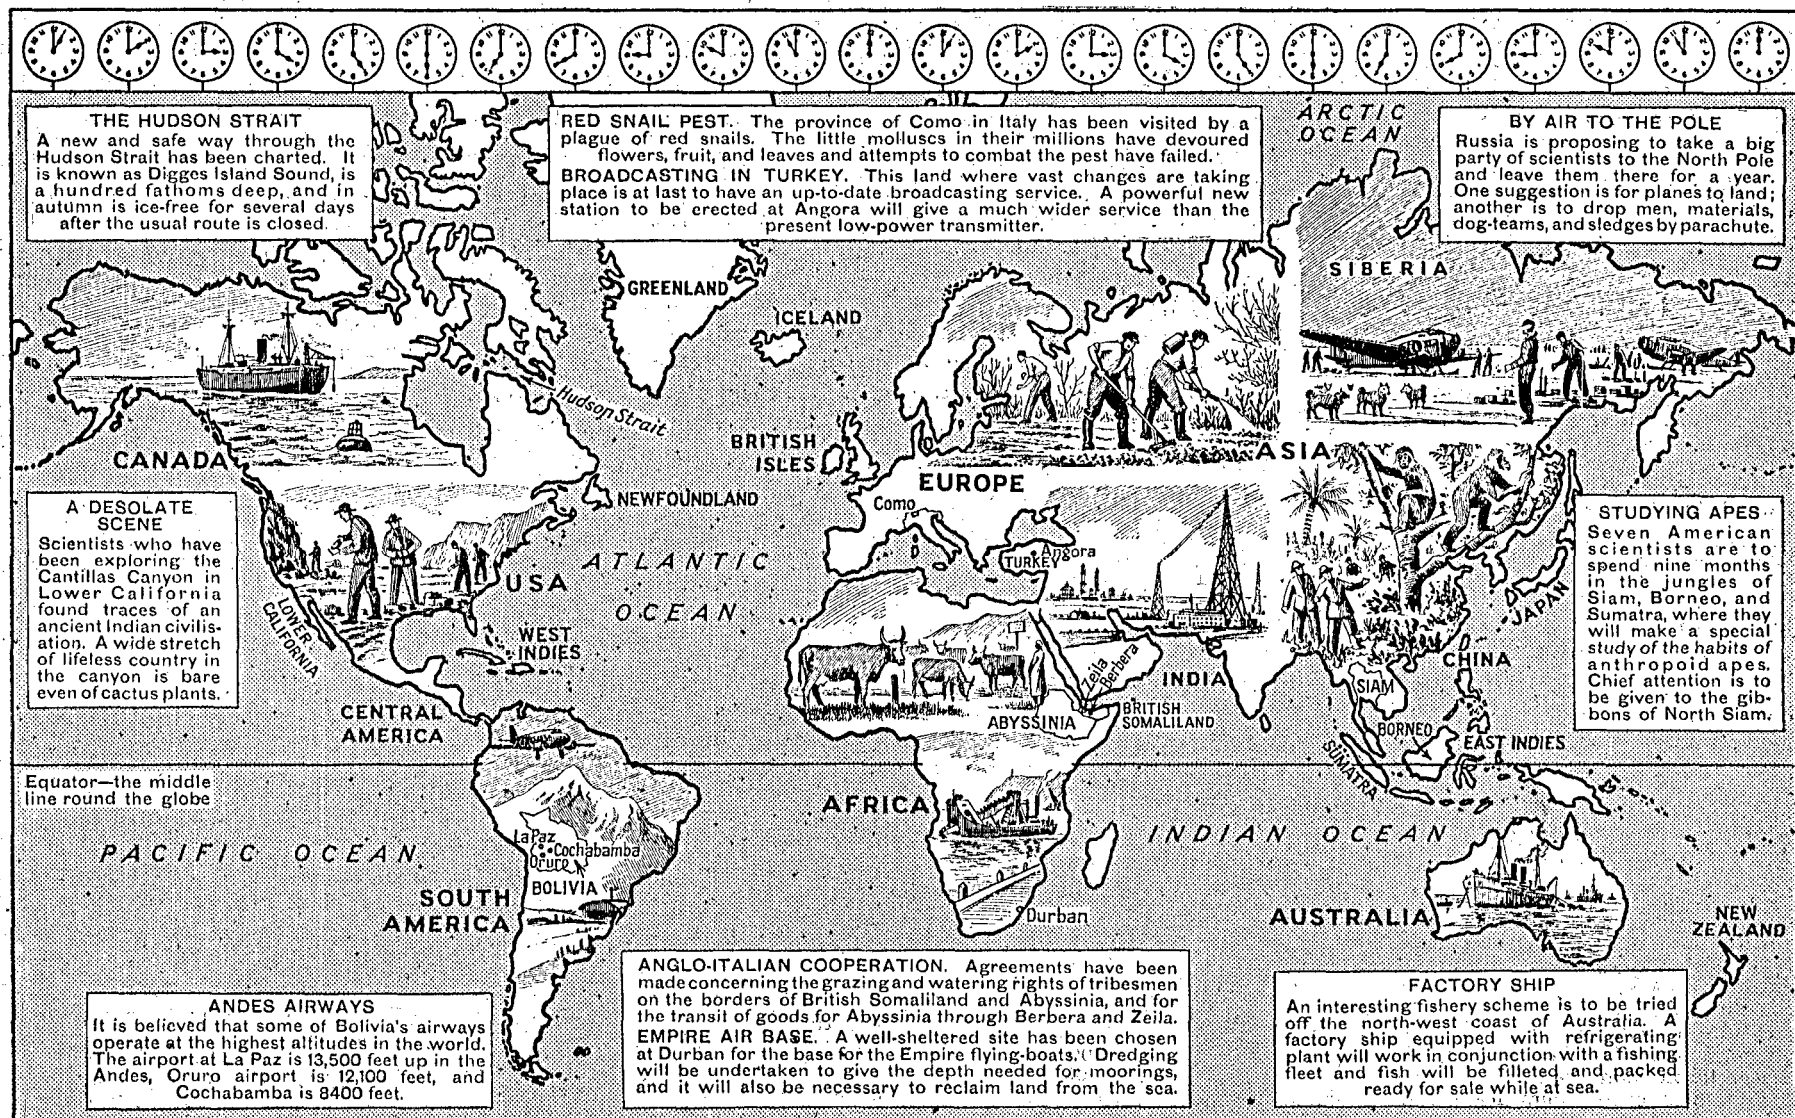 THE HUDSON STRAIT
A new and safe way through the
Hudson Strait has been charted. It
is known as Digges Island Sound, is
a hundred fathoms deep, and in
autumn is ice-free for several days
after the usual route is closed.
RED SNAIL PEST. The province of Como in Italy has been visited by a
plague of red snails. The little molluscs in their millions have devoured
flowers, fruit, and leaves and attempts to combat the pest have failed.
BROADCASTING IN TURKEY. This land where vast changes are taking
place is at last to have an up-to-date broadcasting service. A powerful new
station to be erected at Angora will give a much wider service than the
present low-power transmitter.
ARCTIC
OCEAN
BY AIR TO THE POLE
Russia is proposing to take a big
party of scientists to the North Pole
and leave them there for a year.
One suggestion is for planes to land;
another is to drop men, materials,
dog-teams, and sledges by parachute.
SIBERIA
GREENLAND
ICELAND
Hudson Strait
BRITISH
ISLES
CANADA
ASIA
EUROPE
NEWFOUNDLAND
Como
Angora
TURKEY
A DESOLATE
SCENE
Scientists who have
been exploring the
Cantillas Canyon in
Lower California
found traces of an
ancient Indian civilis-
ation. A wide stretch
of lifeless country in
the canyon is bare
even of cactus plants.
USA
ATLANTIC
OCEAN
LOWER
CALIFORNIA
WEST
INDIES
STUDYING APES
Seven American
scientists are to
spend nine months
in the jungles of
Siam, Borneo, and
Sumatra, where they
will make a special
study of the habits of
anthropoid apes.
Chief attention is to
be given to the gib-
bons of North Siam.
JAPAN
CHINA
INDIA
SIAM
Zeila
Berbera
ABYSSINIA
BRITISH
SOMALILAND
CENTRAL
AMERICA
BORNEO
EAST INDIES
SUMATRA
Equator—the middle
line round the globe
AFRICA
INDIAN OCEAN
PACIFIC OCEAN
La Paz
Cochabamba
Oruro
BOLIVIA
SOUTH
AMERICA
Durban
AUSTRALIA
NEW
ZEALAND
ANDES AIRWAYS
It is believed that some of Bolivia's airways
operate at the highest altitudes in the world.
The airport at La Paz is 13,500 feet up in the
Andes, Oruro airport is 12,100 feet, and
Cochabamba is 8400 feet.
ANGLO-ITALIAN COOPERATION. Agreements have been
made concerning the grazing and watering rights of tribesmen
on the borders of British Somaliland and Abyssinia, and for
the transit of goods for Abyssinia through Berbera and Zeila.
EMPIRE AIR BASE. A well-sheltered site has been chosen
at Durban for the base for the Empire flying-boats. Dredging
will be undertaken to give the depth needed for moorings,
and it will also be necessary to reclaim land from the sea.
FACTORY SHIP
An interesting fishery scheme is to be tried
off the north-west coast of Australia. A
factory ship equipped with refrigerating
plant will work in conjunction with a fishing
fleet and fish will be filleted and packed
ready for sale while at sea.